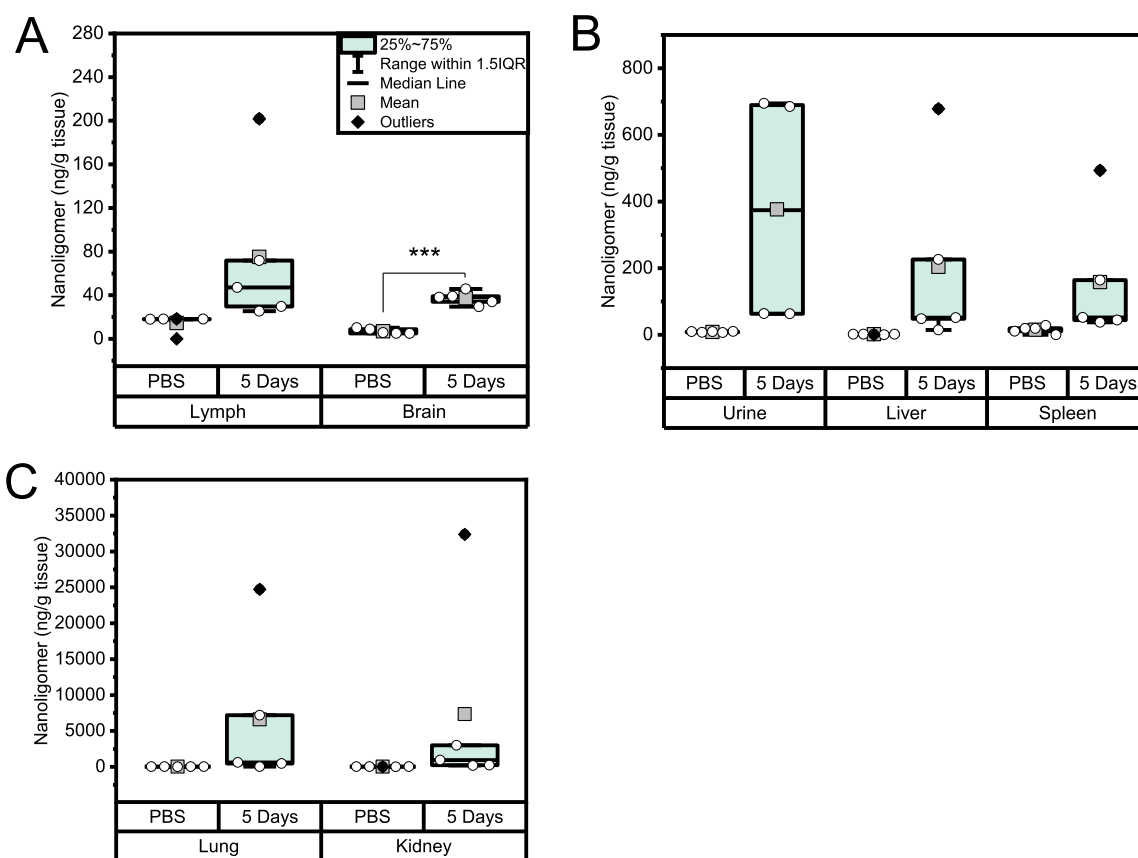 A
Nanoligomer (ng/g tissue)
280
240
200
160
120
80
40
0
25%~75%
Range within 1.5IQR
Median Line
Mean
Outliers
***
PBS 5 Days PBS 5 Days
Lymph Brain
B
Nanoligomer (ng/g tissue)
800
600
400
200
0
PBS 5 Days PBS 5 Days PBS 5 Days
Urine Liver Spleen
C
Nanoligomer (ng/g tissue)
40000
35000
30000
25000
20000
15000
10000
5000
0
PBS 5 Days PBS 5 Days
Lung Kidney